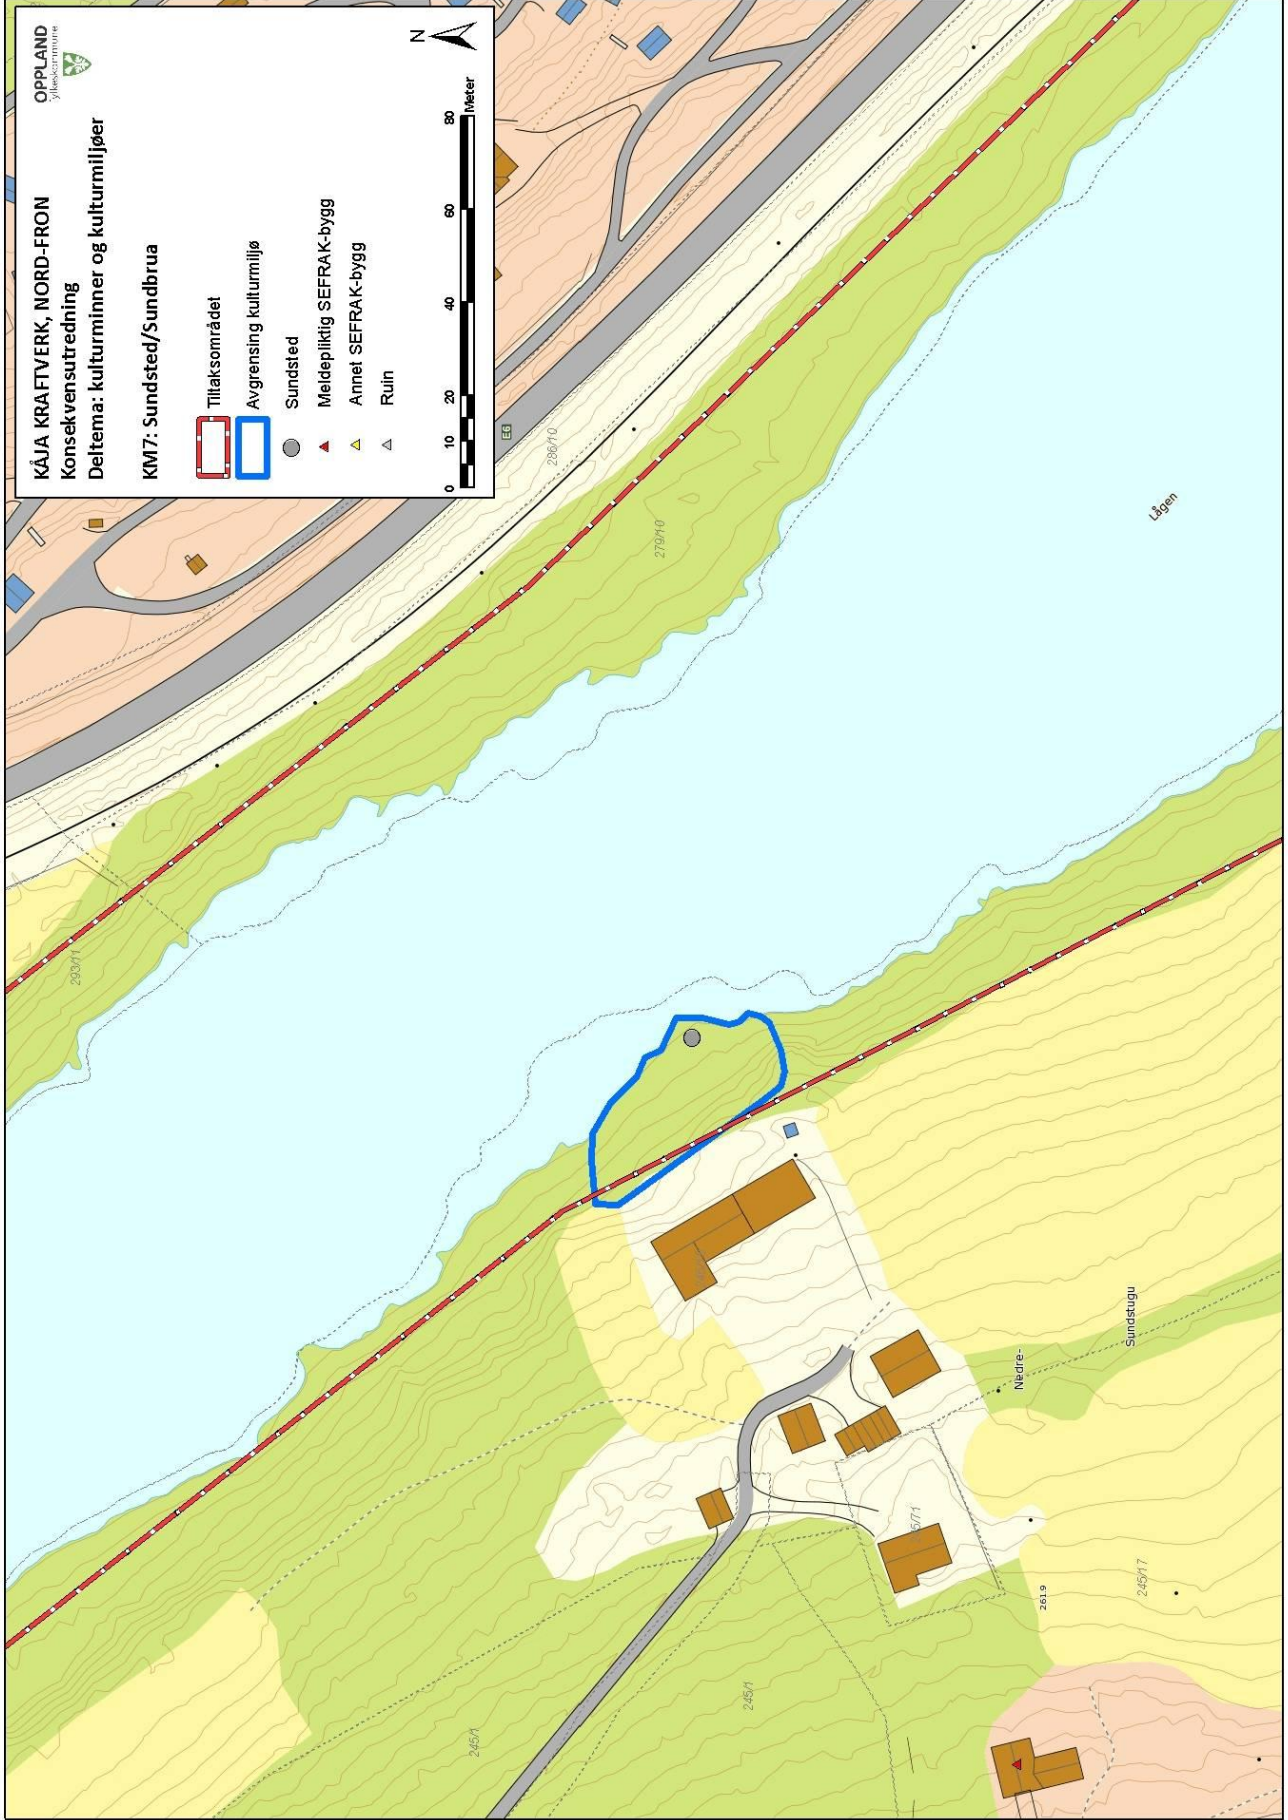 KÅJA KRAFTVERK, NORD-FRON
Konsekvensutredning
Deltema: kulturminner og kulturmiljøer
KM7: Sundsted/Sundbrua
OPPLAND
fylkeskommune
N
Tiltaksområdet
Avgrensing kulturmiljø
Sundsted
Meldepliktig SEFRAK-bygg
Annet SEFRAK-bygg
Ruin
0 10 20 40 60 80
Meter
E6
286/10
279/10
293/11
Lågen
Nedre-
Sundstugu
261.9
245/17
245/1
245/1